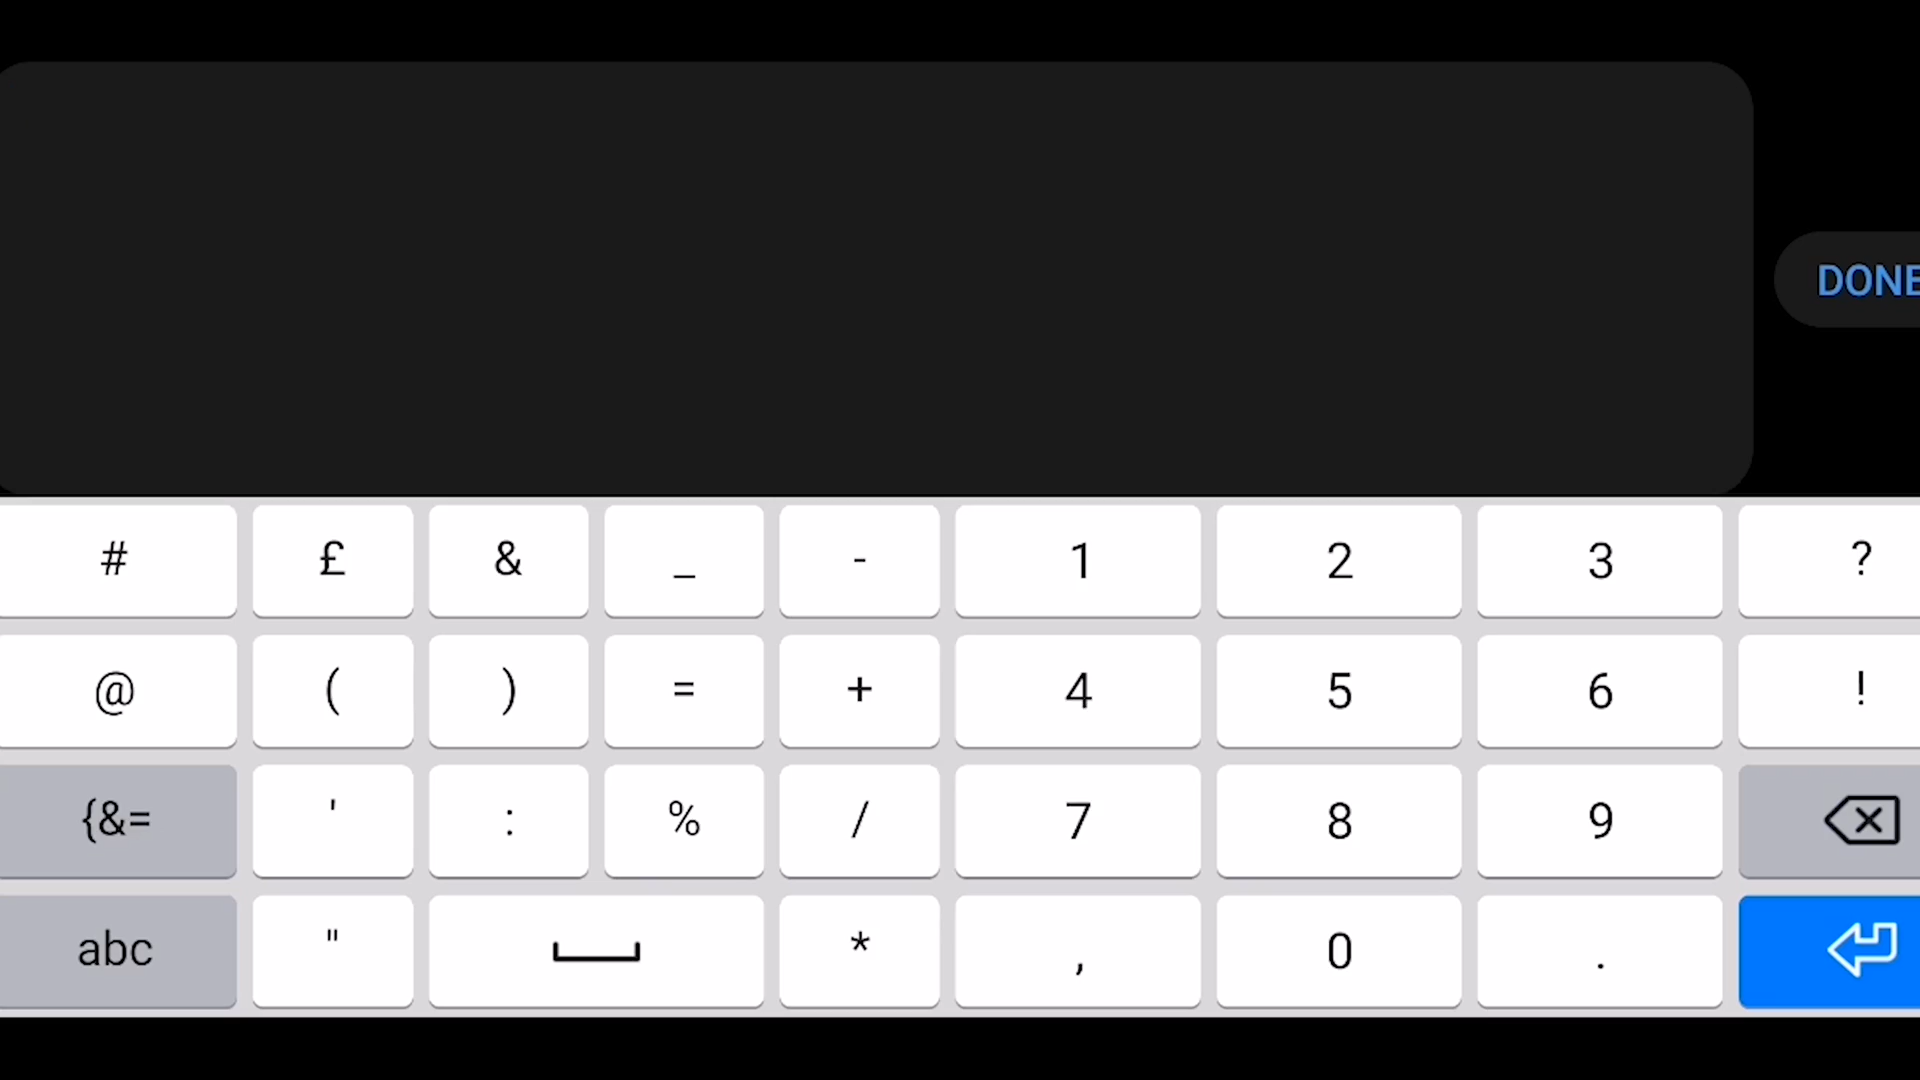 DONE
# £ & _ - 1 2 3 ?
@ ( ) = + 4 5 6 !
{&= ' : % / 7 8 9
abc " * , 0 .